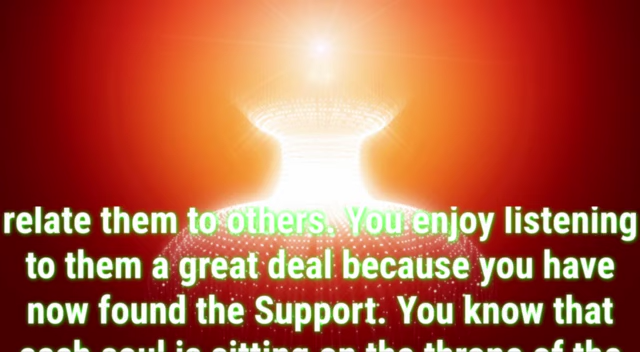 relate them to others. You enjoy listening
to them a great deal because you have
now found the Support. You know that
each soul is sitting on the throne of the